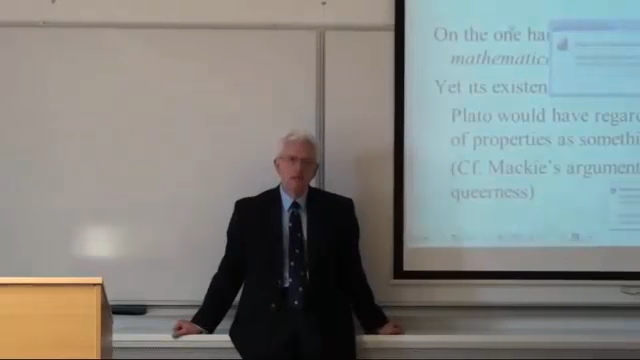 On the one ha
mathematic
Yet its existen
Plato would have regar
of properties as somethi
(Cf. Mackie's argument
queerness)